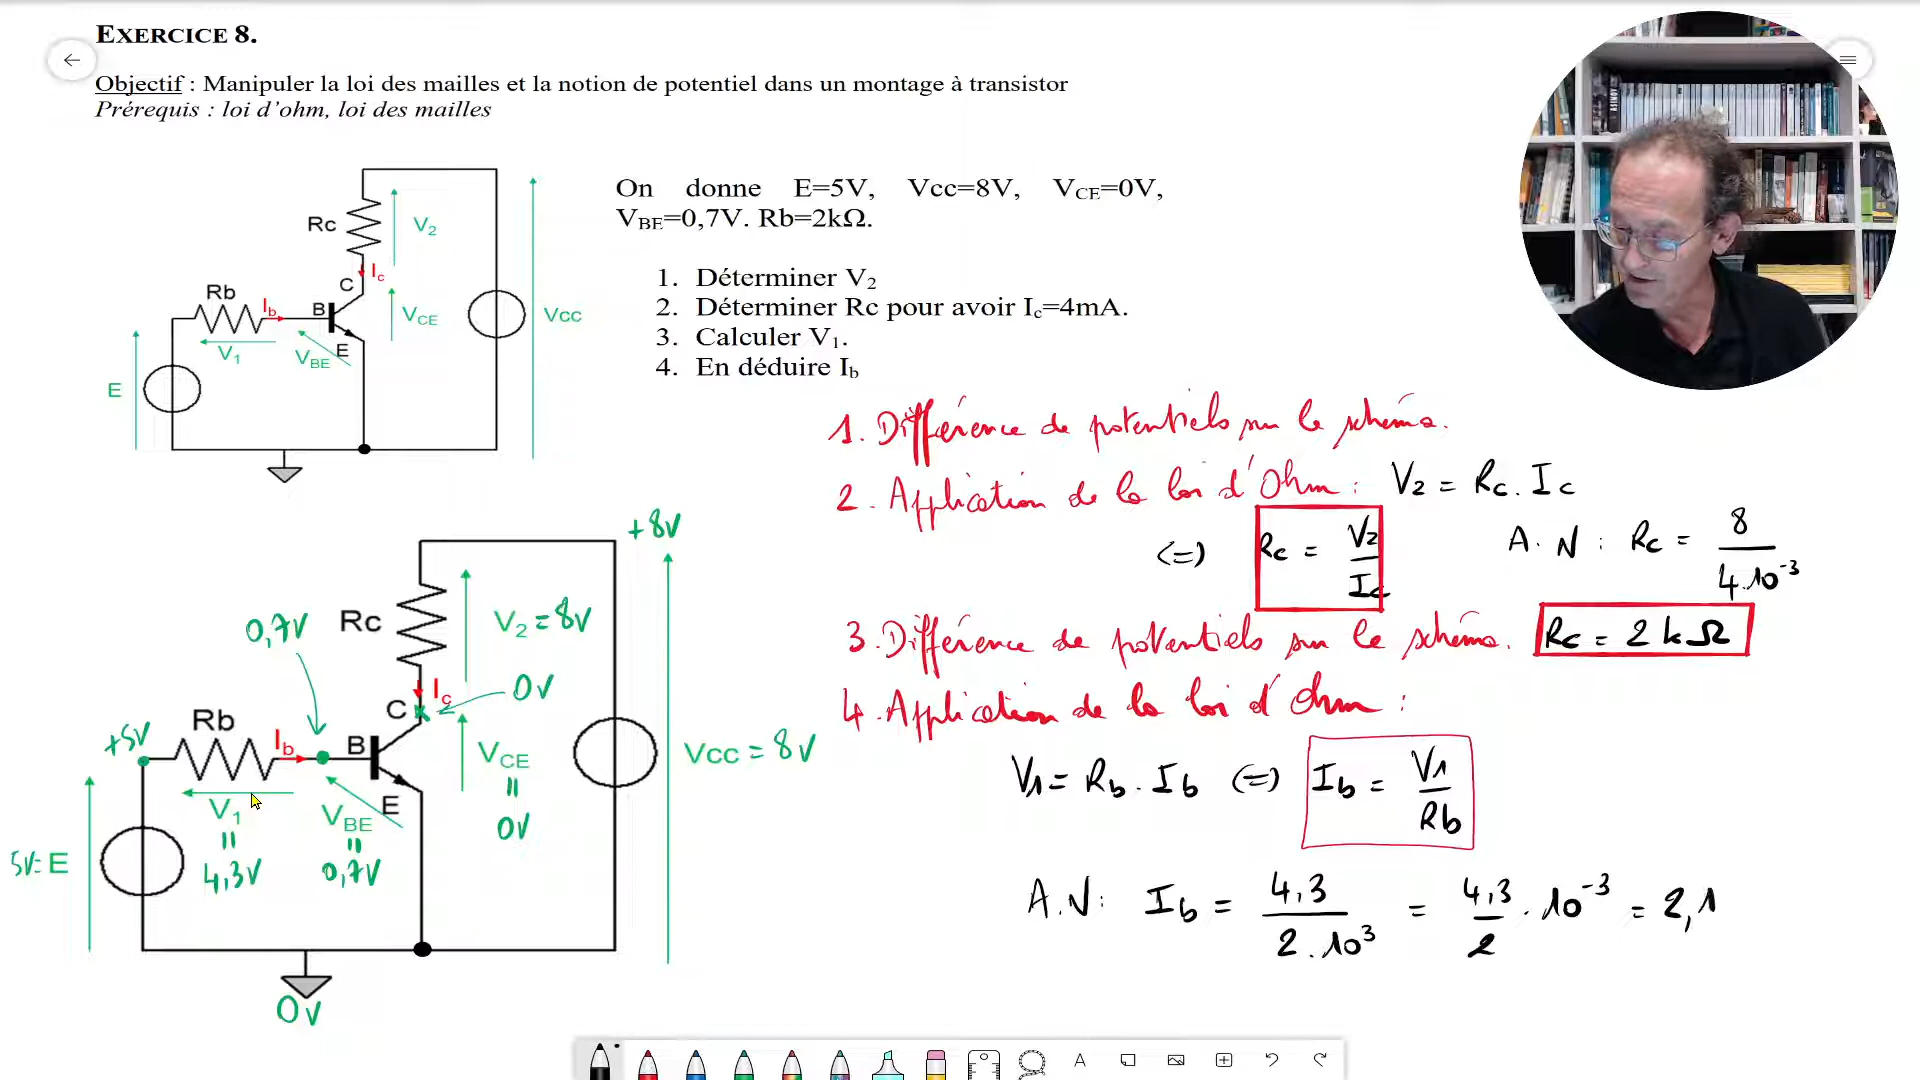 EXERCICE 8.
Objectif : Manipuler la loi des mailles et la notion de potentiel dans un montage à transistor
Prérequis : loi d'ohm, loi des mailles
On donne E=5V, Vcc=8V, VCE=0V,
VBE=0,7V. Rb=2kΩ.
1. Déterminer V2
2. Déterminer Rc pour avoir Ic=4mA.
3. Calculer V1.
4. En déduire Ib
Rc
V2
Ic
C
Rb
Ib
B
VCE
Vcc
V1
VBE
E
E
1. Différence de potentiels sur le schéma.
2. Application de la loi d'Ohm : V2 = Rc . Ic
(=) Rc = V2 / Ic
A.N : Rc = 8 / 4.10⁻³
3. Différence de potentiels sur le schéma. Rc = 2 kΩ
4. Application de la loi d'Ohm :
V1 = Rb . Ib (=) Ib = V1 / Rb
A.N : Ib = 4,3 / 2.10³ = 4,3 / 2 . 10⁻³ = 2,1
+8V
0,7V
Rc
V2 = 8V
Ic
0V
C
+5V
Rb
Ib
B
VCE
=
0V
Vcc = 8V
V1
=
4,3V
VBE
=
0,7V
E
5V= E
0V
A